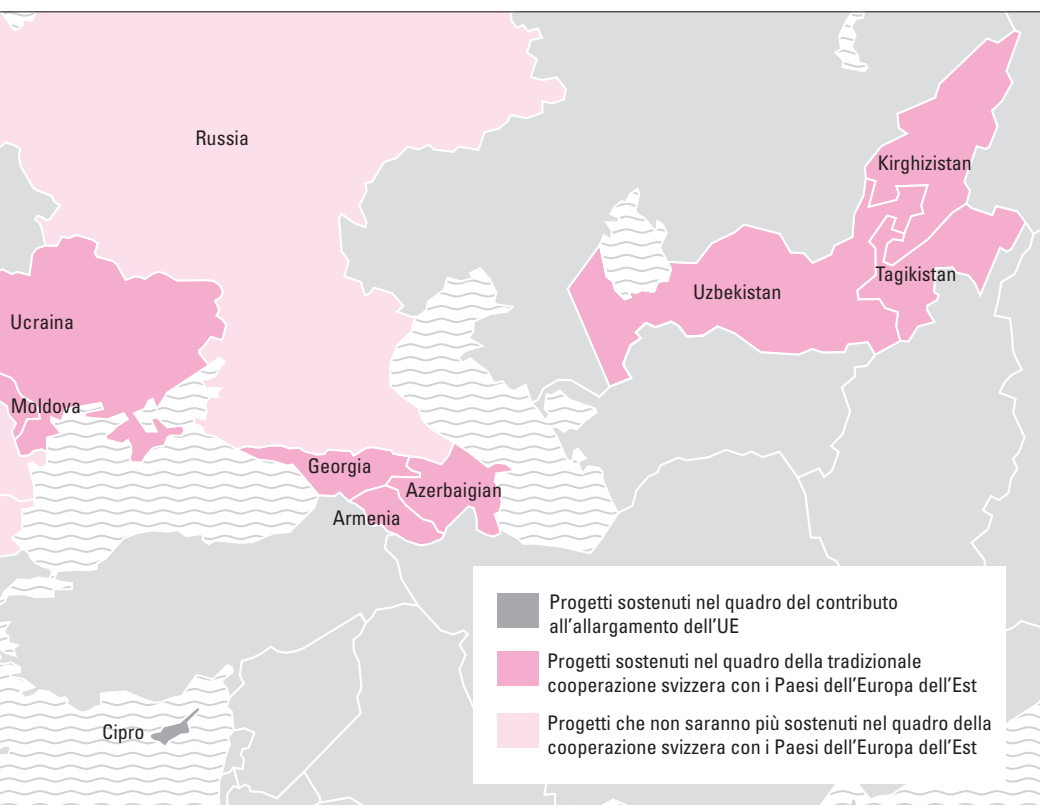 Russia
Kirghizistan
Tagikistan
Uzbekistan
Ucraina
Moldova
Georgia
Azerbaigian
Armenia
Cipro
Progetti sostenuti nel quadro del contributo
all'allargamento dell'UE
Progetti sostenuti nel quadro della tradizionale
cooperazione svizzera con i Paesi dell'Europa dell'Est
Progetti che non saranno più sostenuti nel quadro della
cooperazione svizzera con i Paesi dell'Europa dell'Est